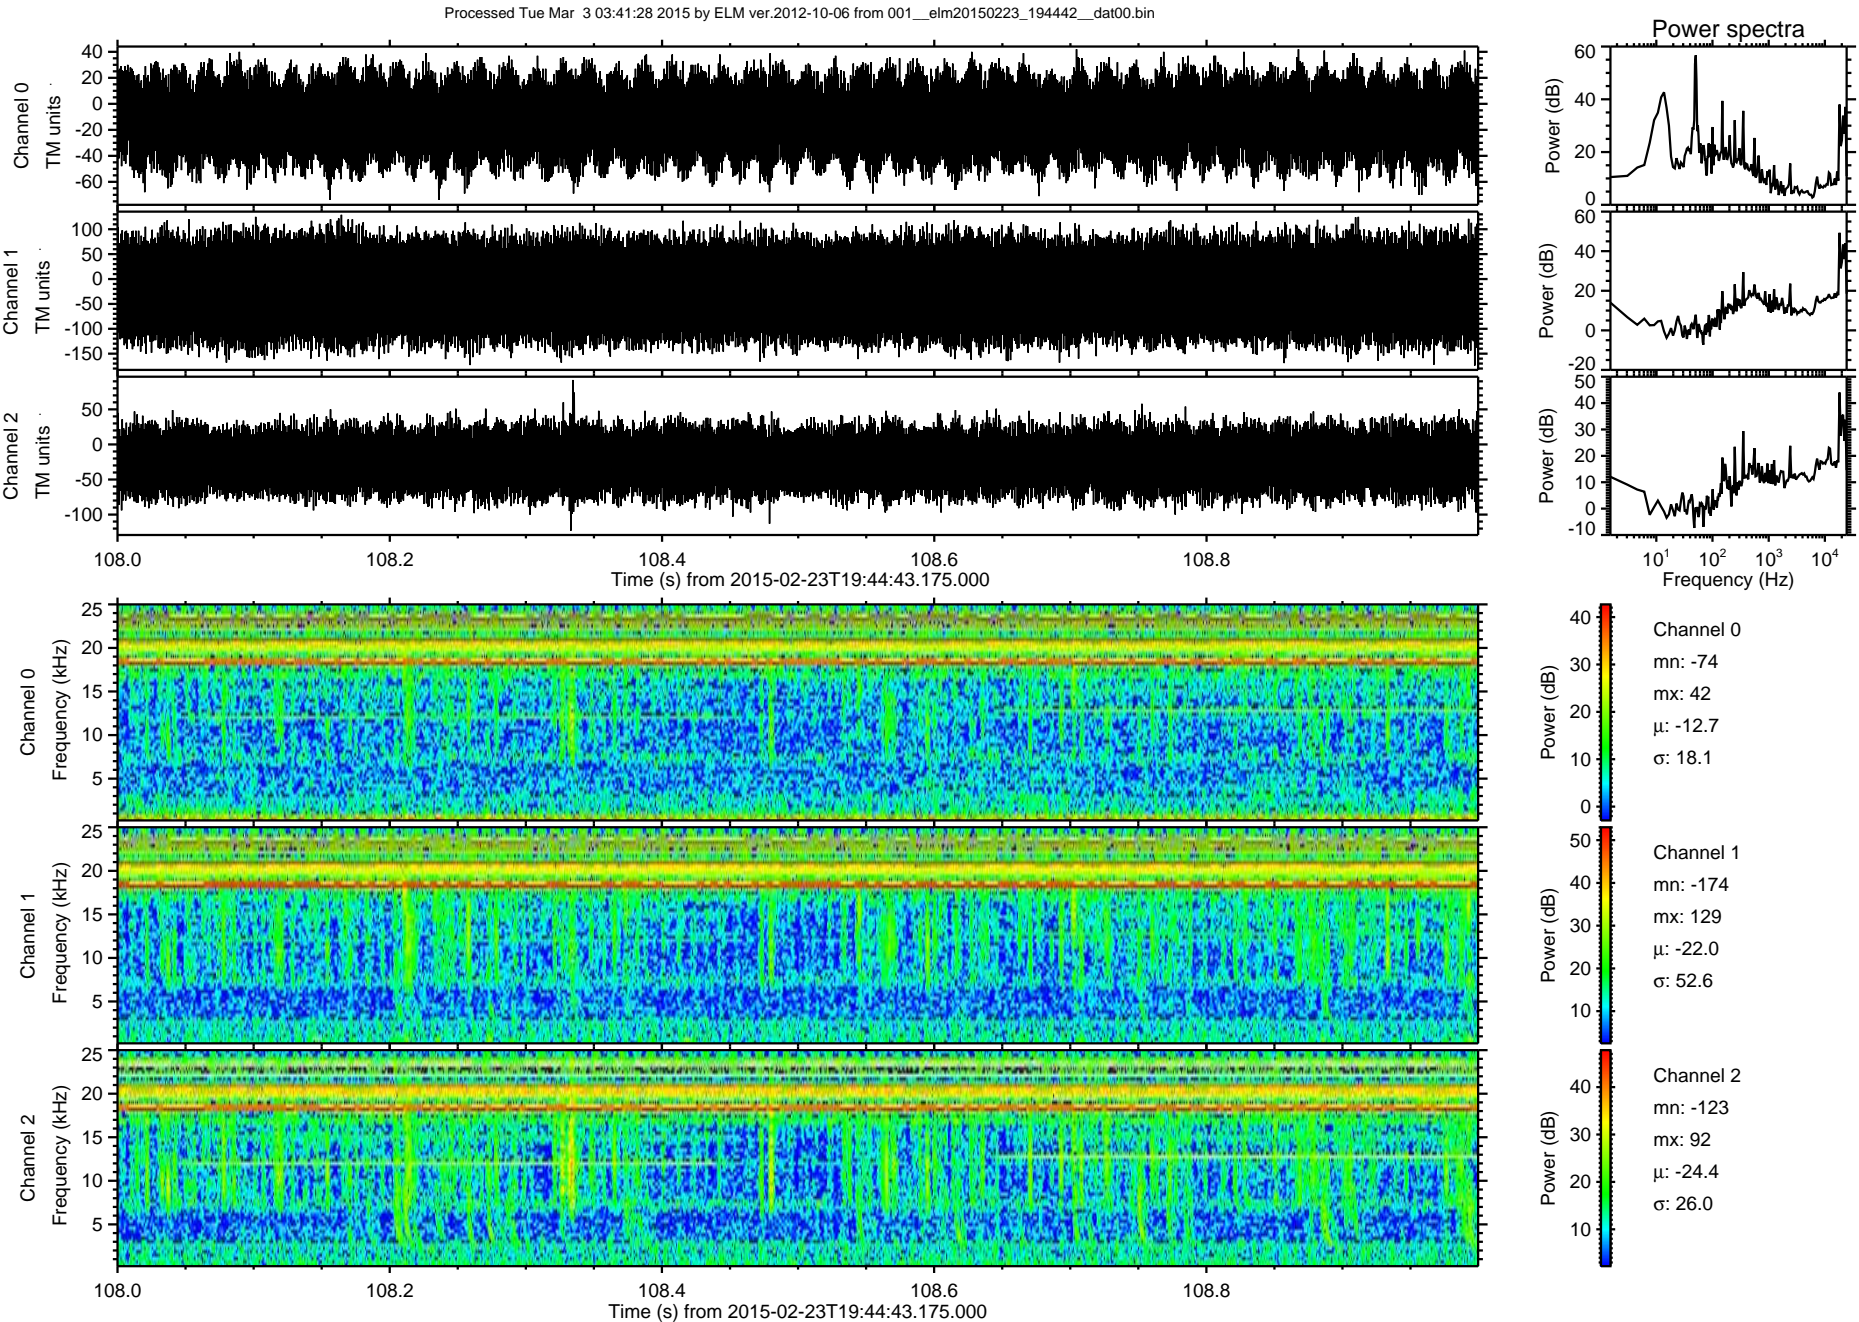 Processed Tue Mar  3 03:41:28 2015 by ELM ver.2012-10-06 from 001__elm20150223_194442__dat00.bin
Power spectra
Channel 0
TM units
40
20
0
-20
-40
-60
Power (dB)
60
40
20
0
Channel 1
TM units
100
50
0
-50
-100
-150
Power (dB)
60
40
20
0
-20
Channel 2
TM units
50
0
-50
-100
Power (dB)
50
40
30
20
10
0
-10
108.0 108.2 108.4 108.6 108.8
Time (s) from 2015-02-23T19:44:43.175.000
10^1 10^2 10^3 10^4
Frequency (Hz)
Channel 0
Frequency (kHz)
25
20
15
10
5
Power (dB)
40
30
20
10
0
Channel 0
mn: -74
mx: 42
μ: -12.7
σ: 18.1
Channel 1
Frequency (kHz)
25
20
15
10
5
Power (dB)
50
40
30
20
10
Channel 1
mn: -174
mx: 129
μ: -22.0
σ: 52.6
Channel 2
Frequency (kHz)
25
20
15
10
5
Power (dB)
40
30
20
10
Channel 2
mn: -123
mx: 92
μ: -24.4
σ: 26.0
108.0 108.2 108.4 108.6 108.8
Time (s) from 2015-02-23T19:44:43.175.000